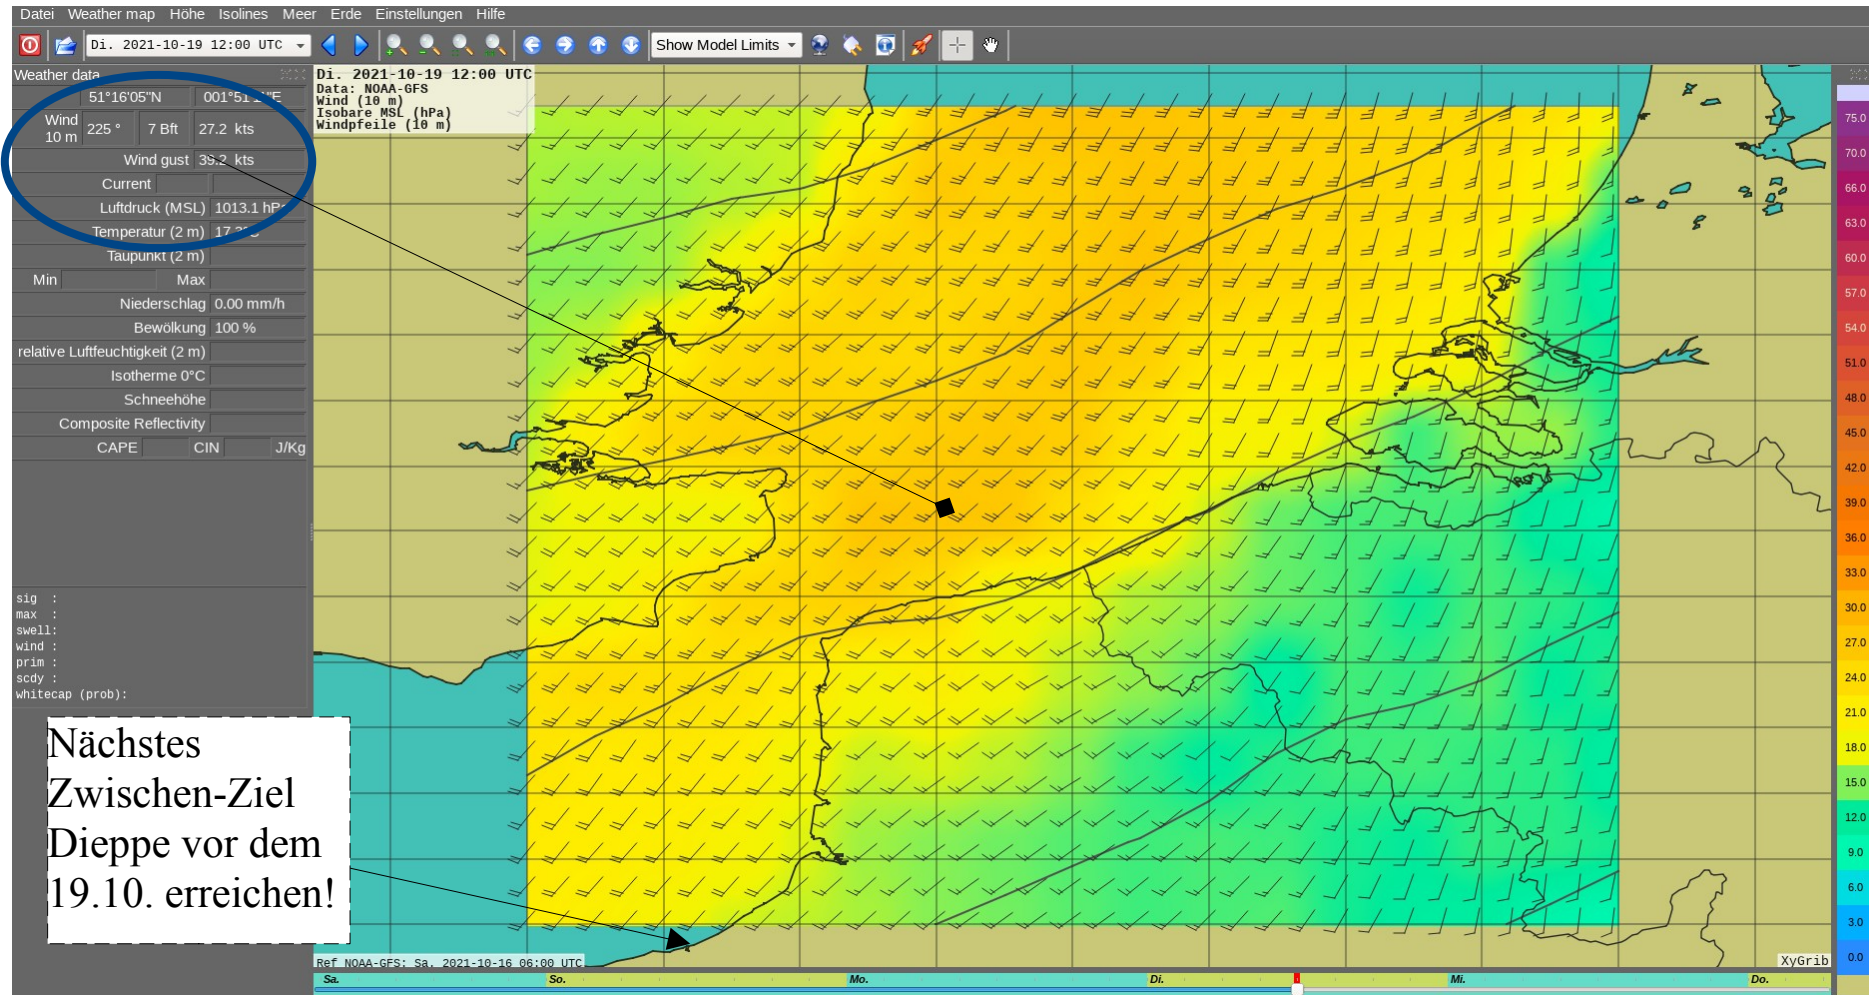 Datei Weather map Höhe Isolines Meer Erde Einstellungen Hilfe
Di. 2021-10-19 12:00 UTC
Show Model Limits
Weather data
51°16'05"N
Wind 10 m 225 ° 7 Bft 27.2 kts
Wind gust 39.2 kts
Current
Luftdruck (MSL) 1013.1 hPa
Temperatur (2 m)
Taupunkt (2 m)
Min Max
Niederschlag 0.00 mm/h
Bewölkung 100 %
relative Luftfeuchtigkeit (2 m)
Isotherme 0°C
Schneehöhe
Composite Reflectivity
CAPE CIN J/Kg
sig :
max :
swell:
wind :
prim :
scdy :
whitecap (prob):
Nächstes
Zwischen-Ziel
Dieppe vor dem
19.10. erreichen!
Di. 2021-10-19 12:00 UTC
Data: NOAA-GFS
Wind (10 m)
Isobare MSL (hPa)
Windpfeile (10 m)
75.0
70.0
66.0
63.0
60.0
57.0
54.0
51.0
48.0
45.0
42.0
39.0
36.0
33.0
30.0
27.0
24.0
21.0
18.0
15.0
12.0
9.0
6.0
3.0
0.0
Ref NOAA-GFS: Sa. 2021-10-16 06:00 UTC
XyGrib
Sa. So. Mo. Di. Mi. Do.